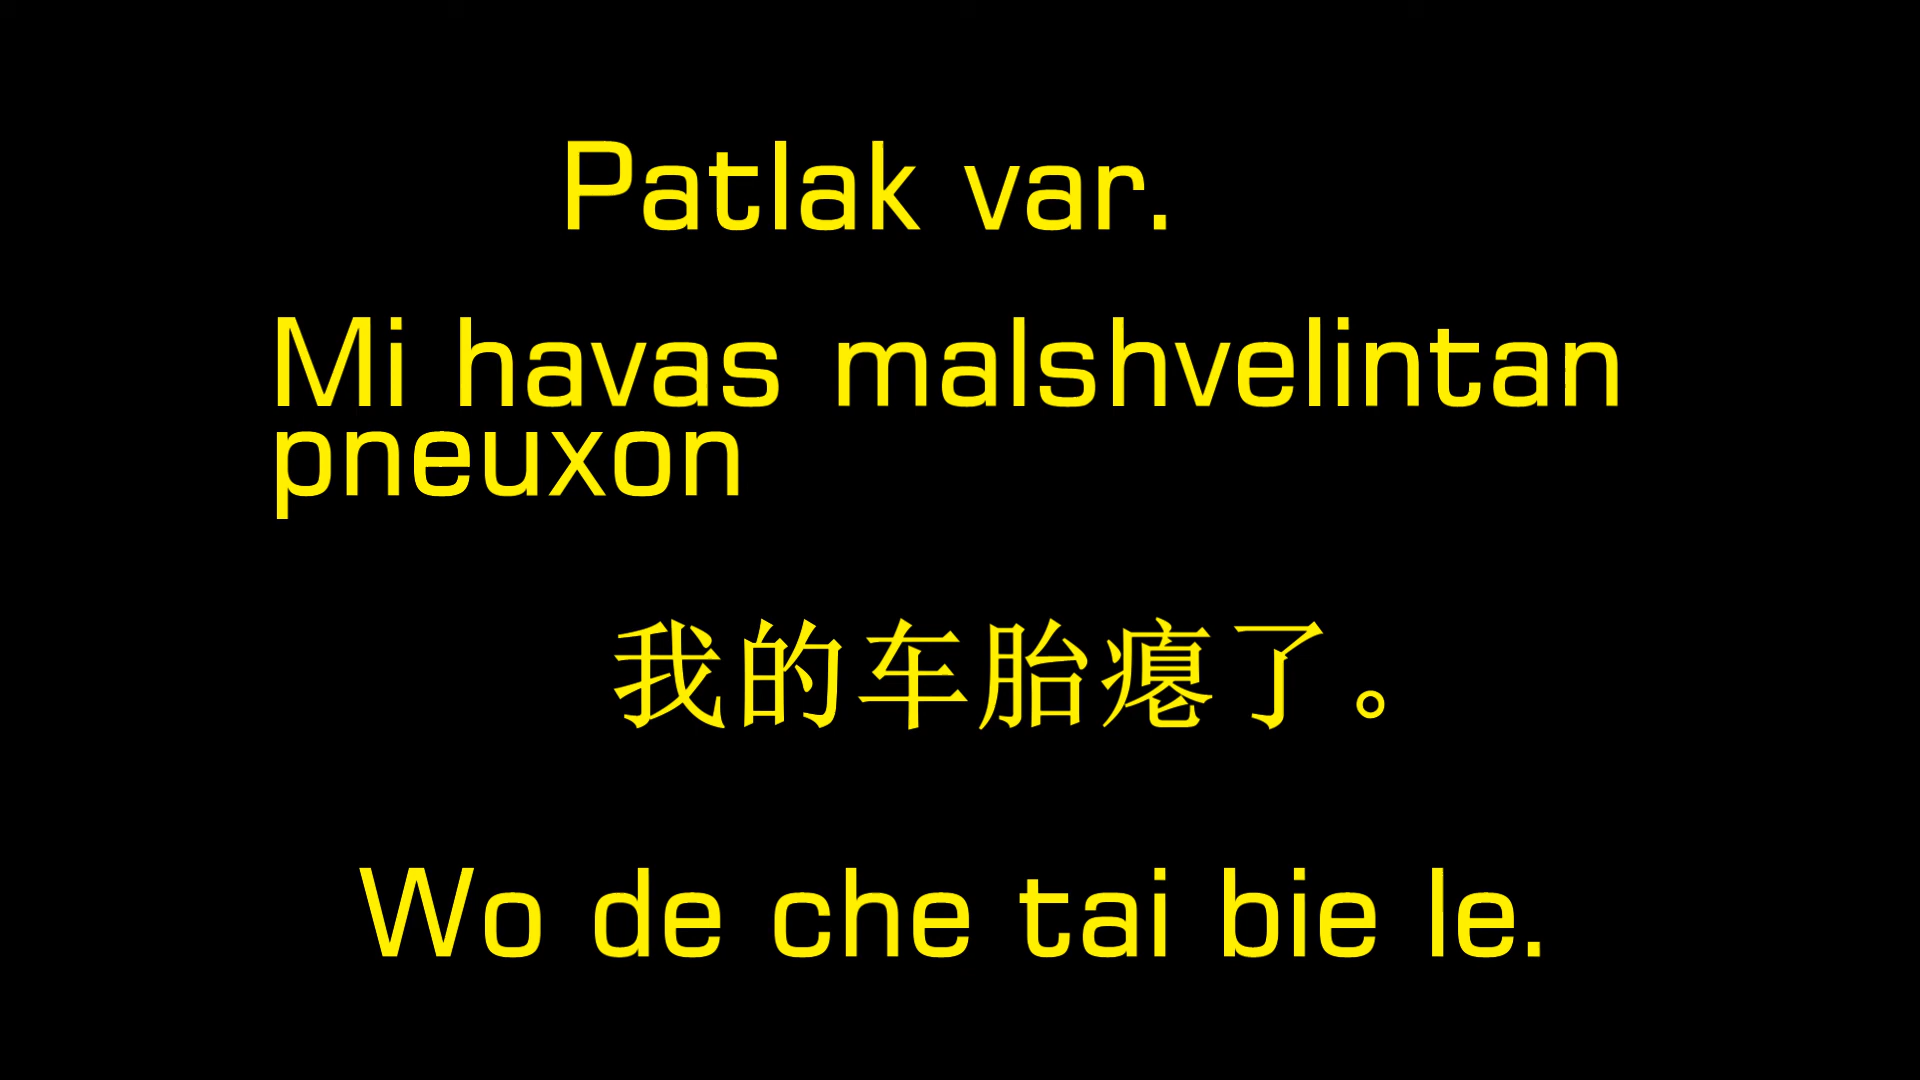 Patlak var.
Mi havas malshvelintan
pneuxon
我的车胎瘪了。
Wo de che tai bie le.